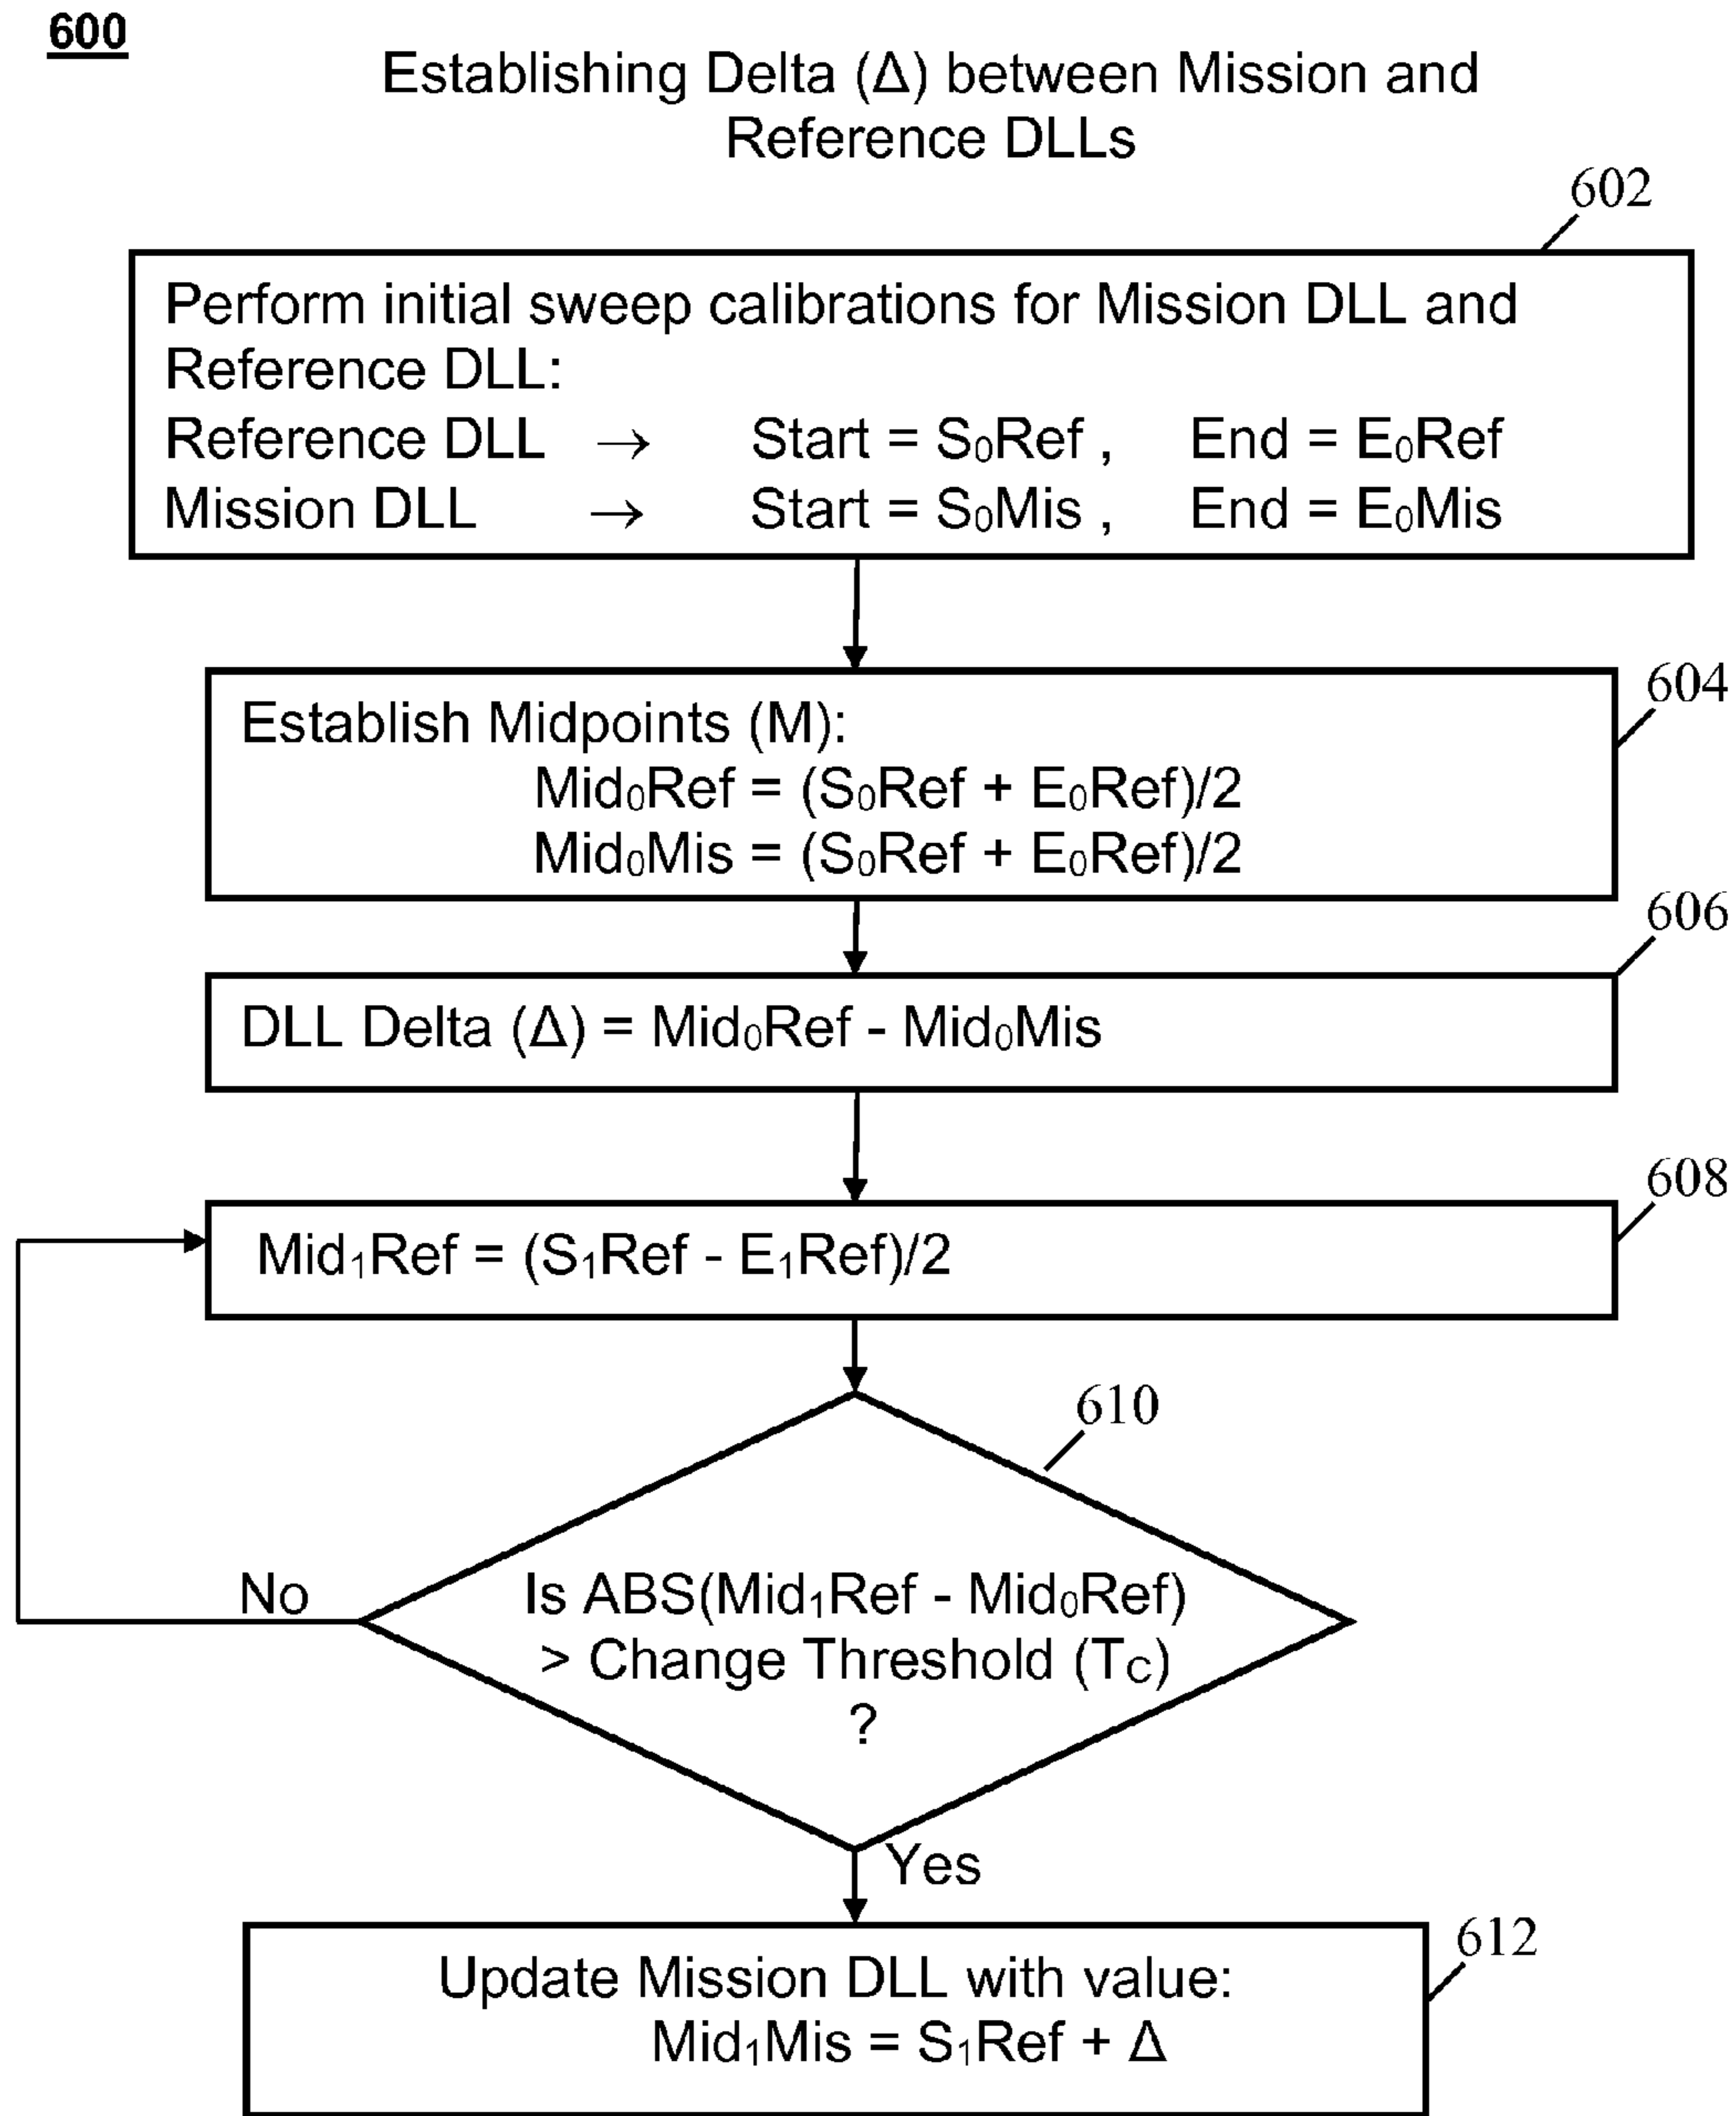 600
Establishing Delta (Δ) between Mission and
Reference DLLs
602
Perform initial sweep calibrations for Mission DLL and
Reference DLL:
Reference DLL → Start = S₀Ref , End = E₀Ref
Mission DLL → Start = S₀Mis , End = E₀Mis
604
Establish Midpoints (M):
Mid₀Ref = (S₀Ref + E₀Ref)/2
Mid₀Mis = (S₀Ref + E₀Ref)/2
606
DLL Delta (Δ) = Mid₀Ref - Mid₀Mis
608
Mid₁Ref = (S₁Ref - E₁Ref)/2
610
No
Is ABS(Mid₁Ref - Mid₀Ref)
> Change Threshold (T_C)
?
Yes
612
Update Mission DLL with value:
Mid₁Mis = S₁Ref + Δ